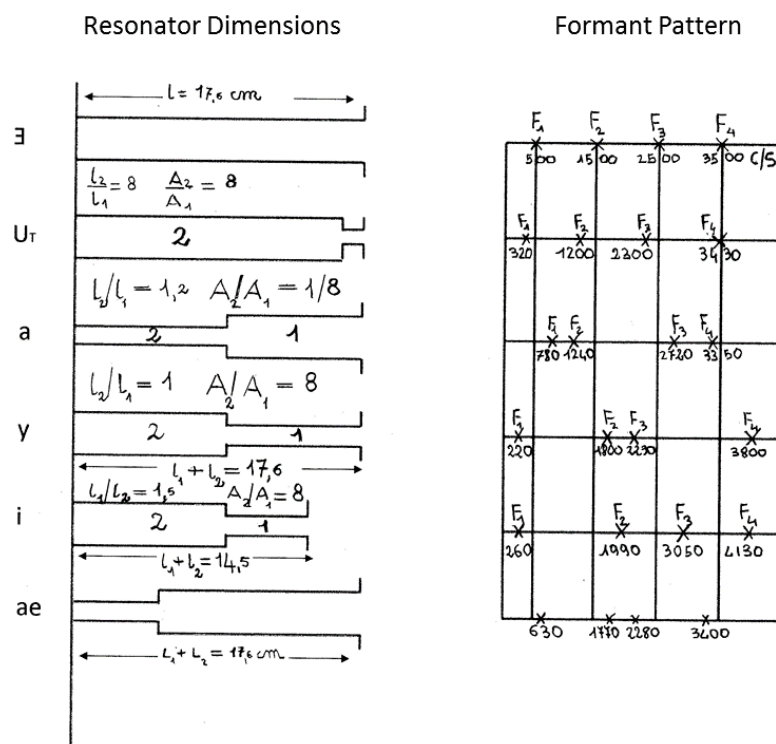 Resonator Dimensions
Formant Pattern
l = 17,6 cm
Ǝ
l₂/l₁ = 8 A₂/A₁ = 8
U_T
2
l₂/l₁ = 1,2 A₂/A₁ = 1/8
a
2 1
l₂/l₁ = 1 A₂/A₁ = 8
y
2 1
l₁ + l₂ = 17,6
l₁/l₂ = 1,5 A₂/A₁ = 8
i
2 1
l₁ + l₂ = 14,5
ae
L₁ + L₂ = 17,6 cm
F₁ F₂ F₃ F₄
500 1500 2500 3500 C/S
F₁ F₂ F₃ F₄
320 1200 2300 3430
F₁ F₂ F₃ F₄
780 1240 2720 3350
F₁ F₂ F₃ F₄
220 1800 2230 3800
F₁ F₂ F₃ F₄
260 1990 3050 4130
630 1770 2280 3400